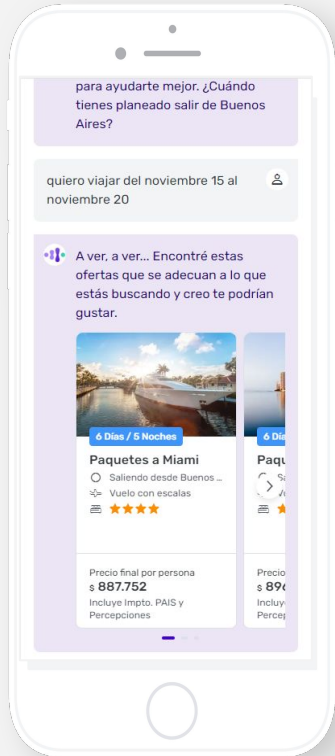 para ayudarte mejor. ¿Cuándo
tienes planeado salir de Buenos
Aires?
quiero viajar del noviembre 15 al
noviembre 20
A ver, a ver... Encontré estas
ofertas que se adecuan a lo que
estás buscando y creo te podrían
gustar.
6 Días / 5 Noches
Paquetes a Miami
Saliendo desde Buenos ...
Vuelo con escalas
Precio final por persona
$ 887.752
Incluye Impto. PAIS y
Percepciones
6 Día
Paqu
Precio
$ 896
Incluy
Percep